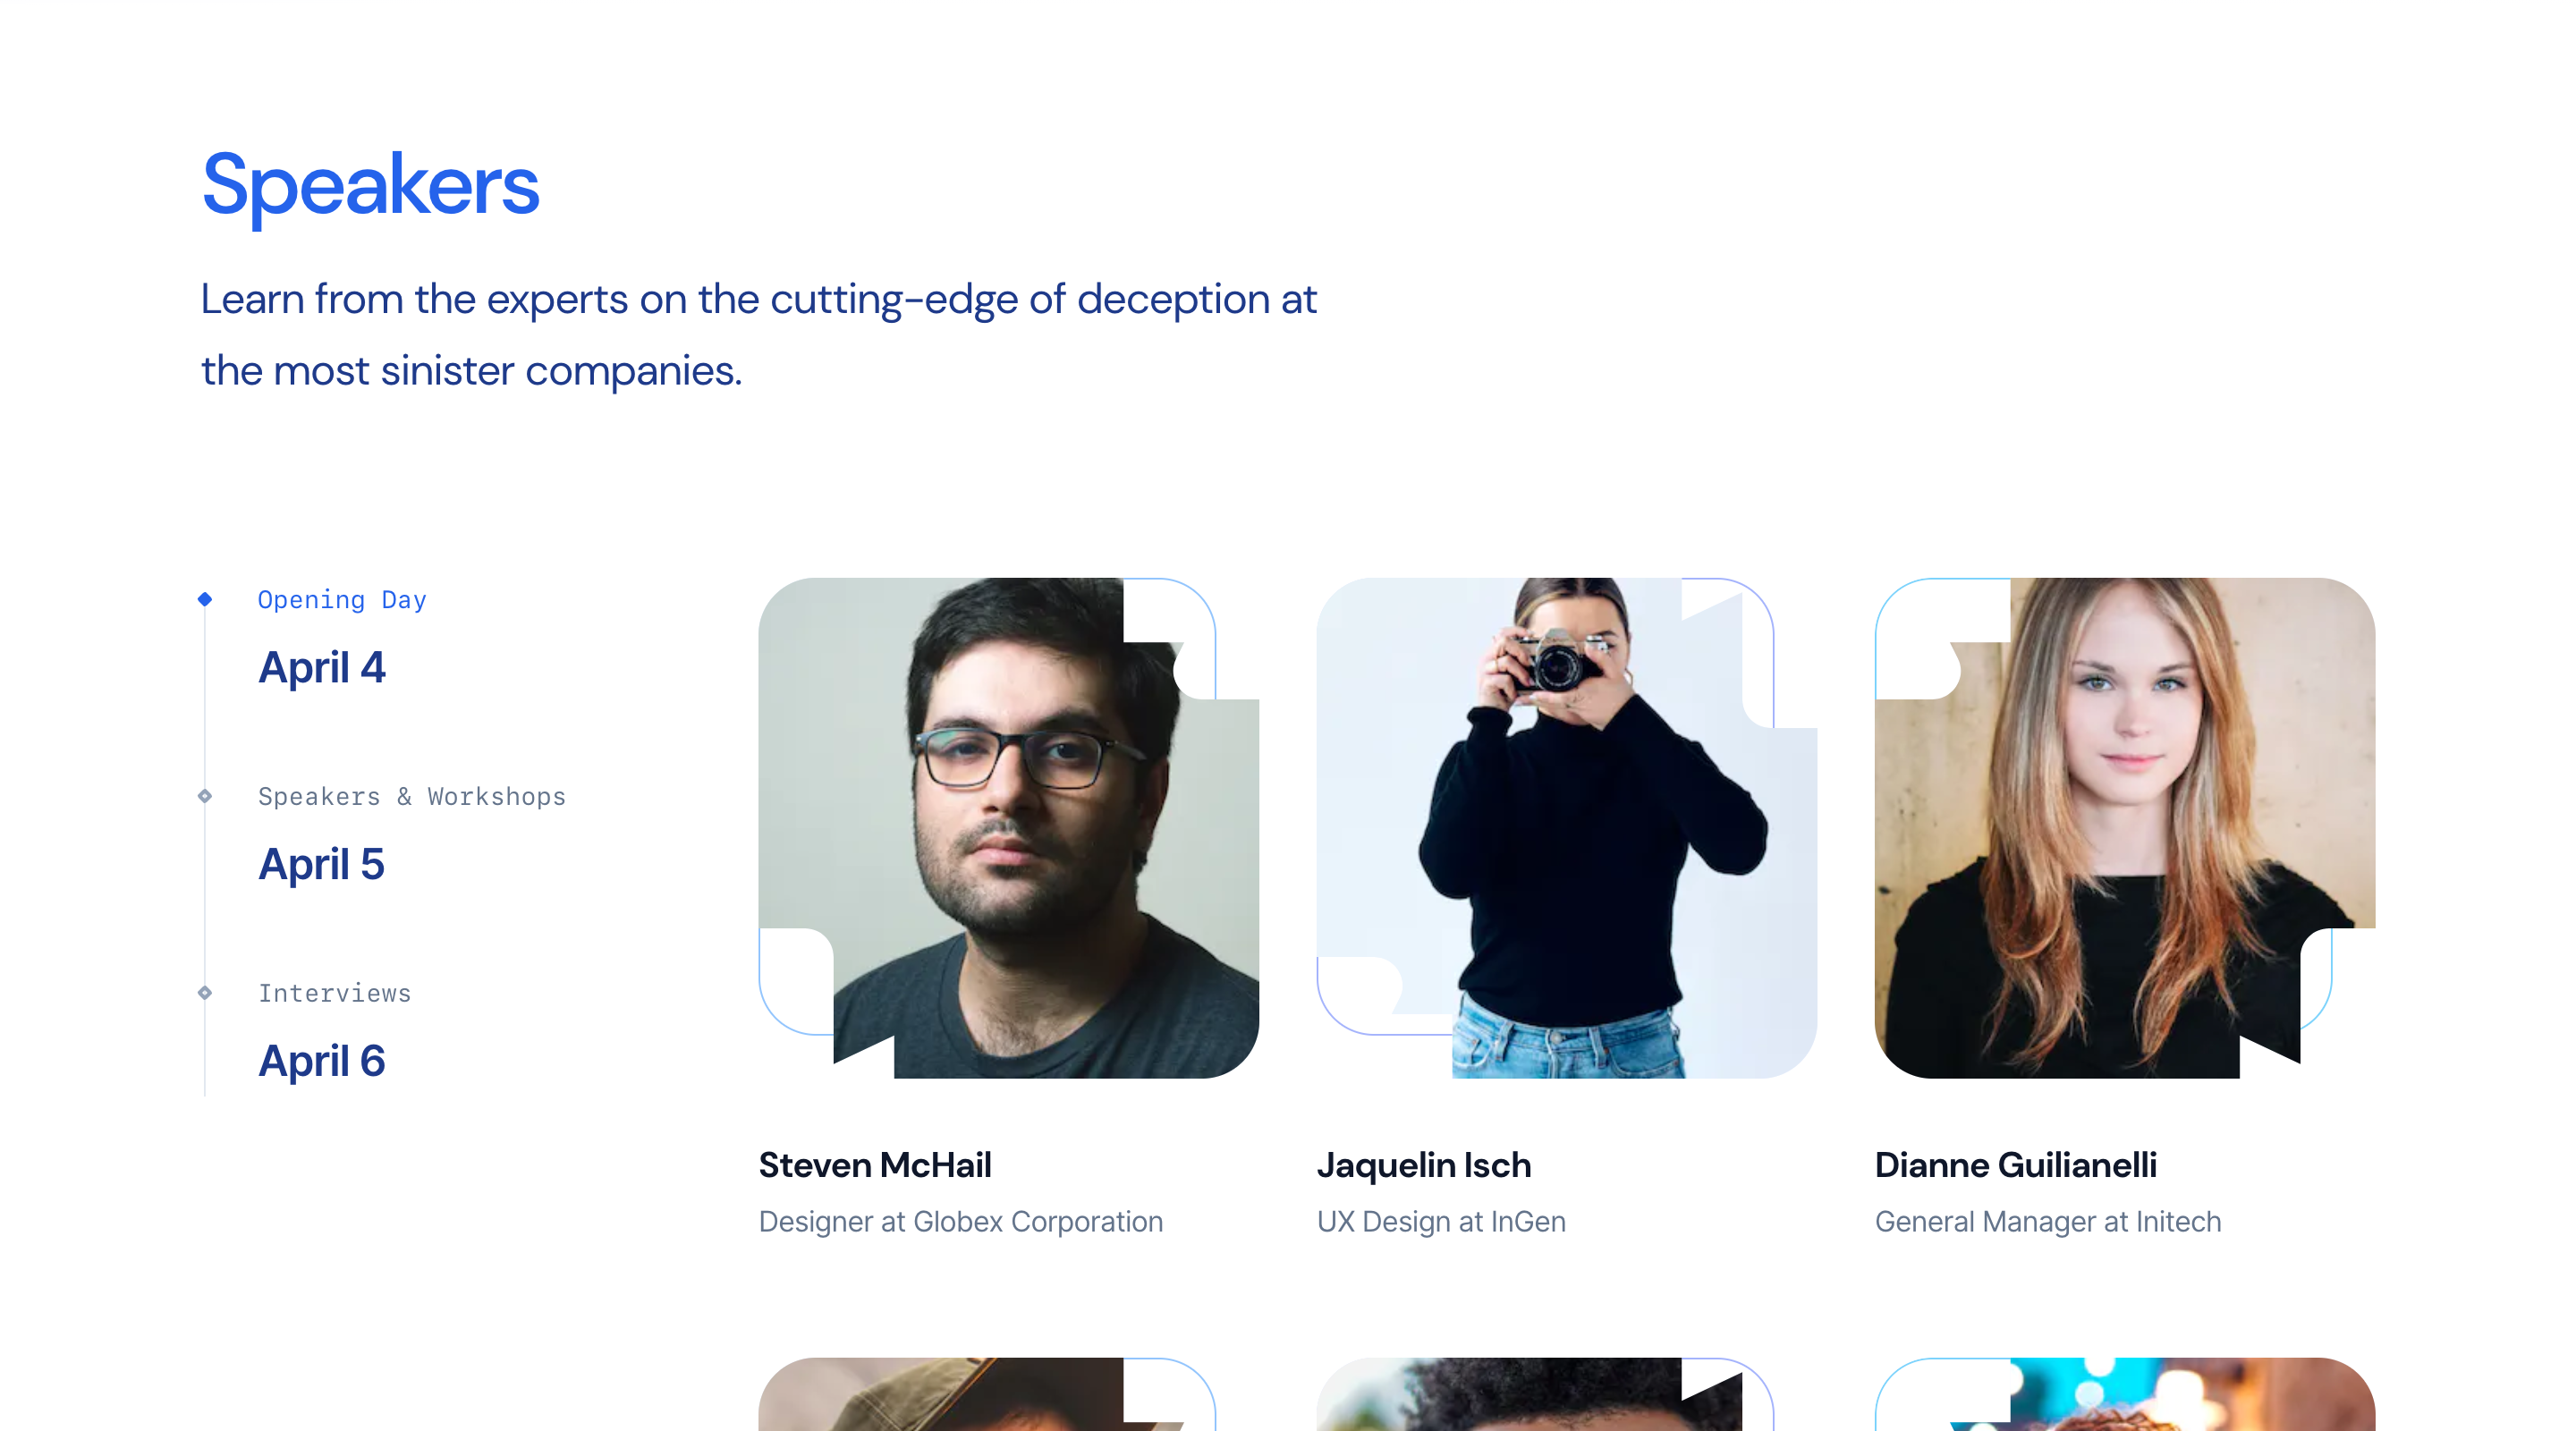 Speakers
Learn from the experts on the cutting-edge of deception at
the most sinister companies.
Opening Day
April 4
Speakers & Workshops
April 5
Interviews
April 6
Steven McHail
Designer at Globex Corporation
Jaquelin Isch
UX Design at InGen
Dianne Guilianelli
General Manager at Initech